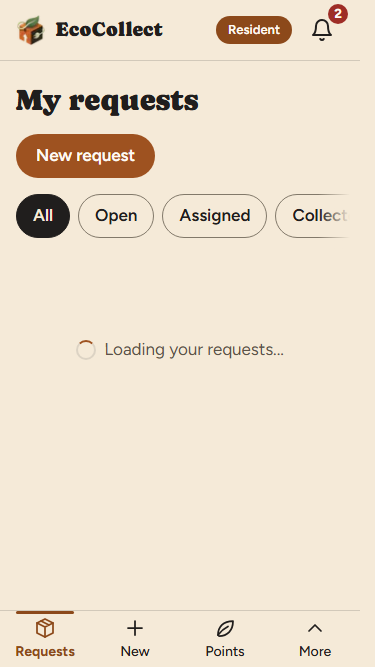 EcoCollect
Resident
2
My requests
New request
All
Open
Assigned
Collect
Loading your requests...
Requests
New
Points
More